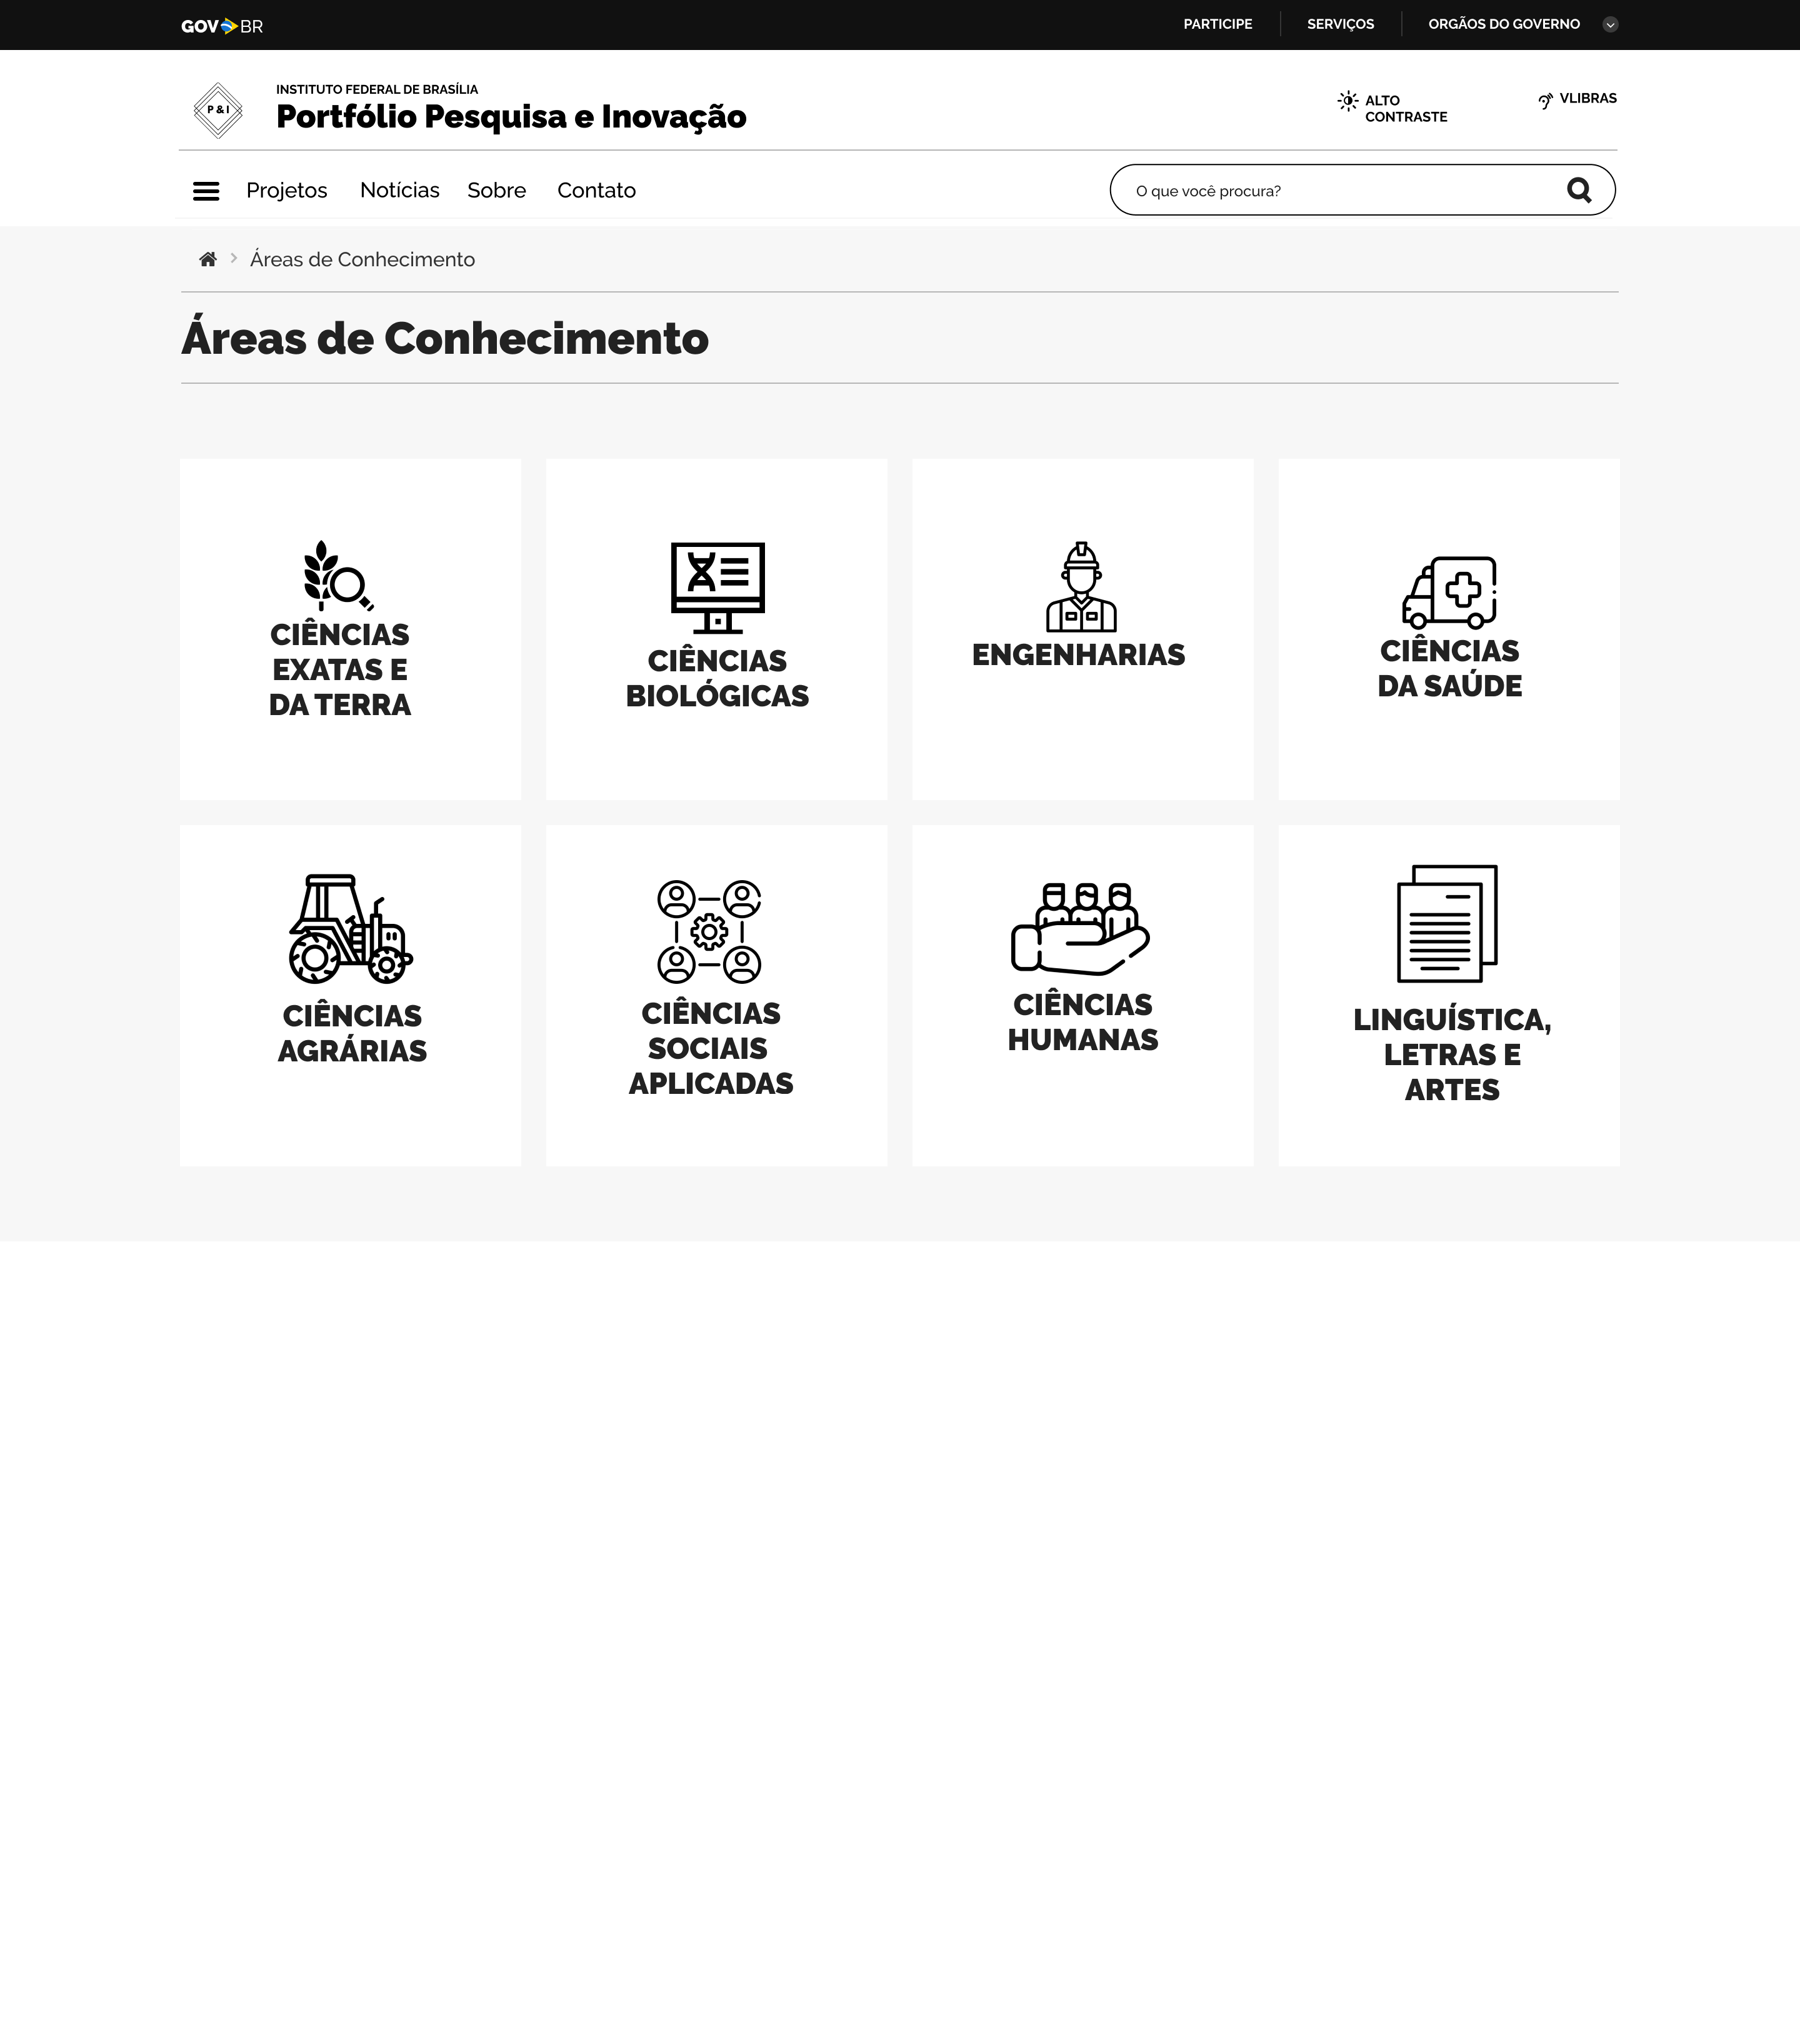 GOV BR
PARTICIPE
SERVIÇOS
ORGÃOS DO GOVERNO
P & I
INSTITUTO FEDERAL DE BRASÍLIA
Portfólio Pesquisa e Inovação
ALTO
CONTRASTE
VLIBRAS
Projetos
Notícias
Sobre
Contato
O que você procura?
Áreas de Conhecimento
Áreas de Conhecimento
CIÊNCIAS
EXATAS E
DA TERRA
CIÊNCIAS
BIOLÓGICAS
ENGENHARIAS
CIÊNCIAS
DA SAÚDE
CIÊNCIAS
AGRÁRIAS
CIÊNCIAS
SOCIAIS
APLICADAS
CIÊNCIAS
HUMANAS
LINGUÍSTICA,
LETRAS E
ARTES